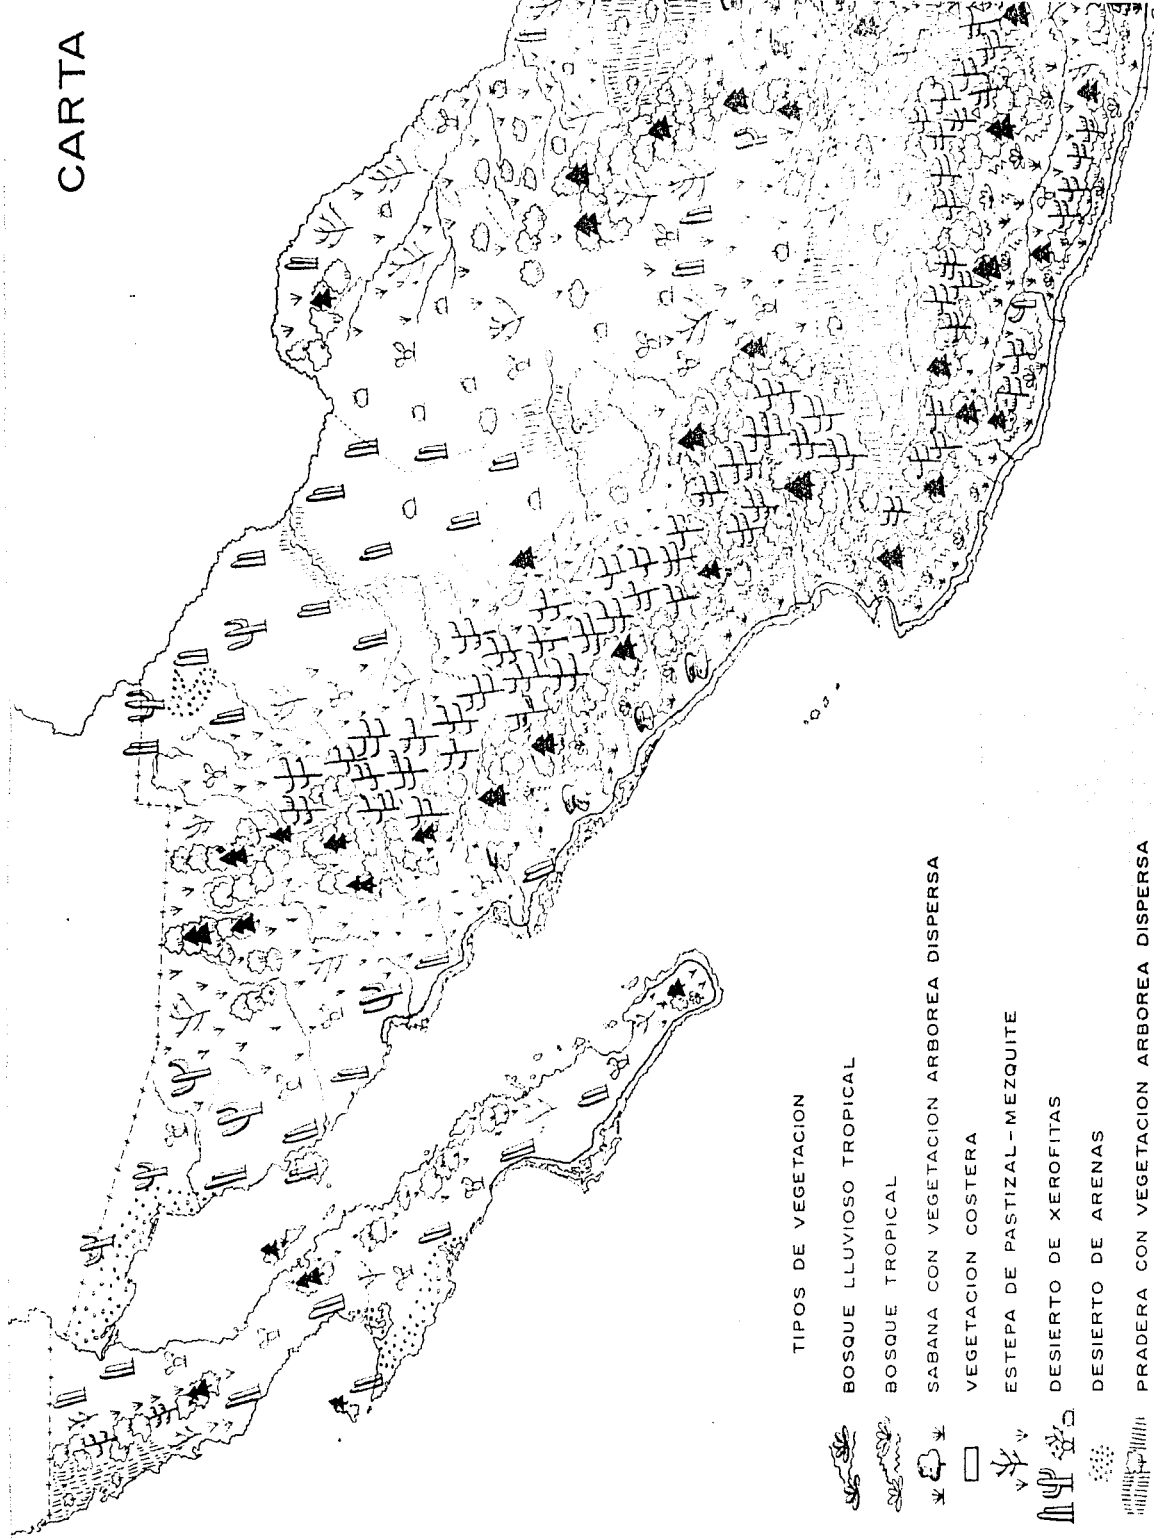 CARTA
TIPOS DE VEGETACION
BOSQUE LLUVIOSO TROPICAL
BOSQUE TROPICAL
SABANA CON VEGETACION ARBOREA DISPERSA
VEGETACION COSTERA
ESTEPA DE PASTIZAL-MEZQUITE
DESIERTO DE XEROFITAS
DESIERTO DE ARENAS
PRADERA CON VEGETACION ARBOREA DISPERSA